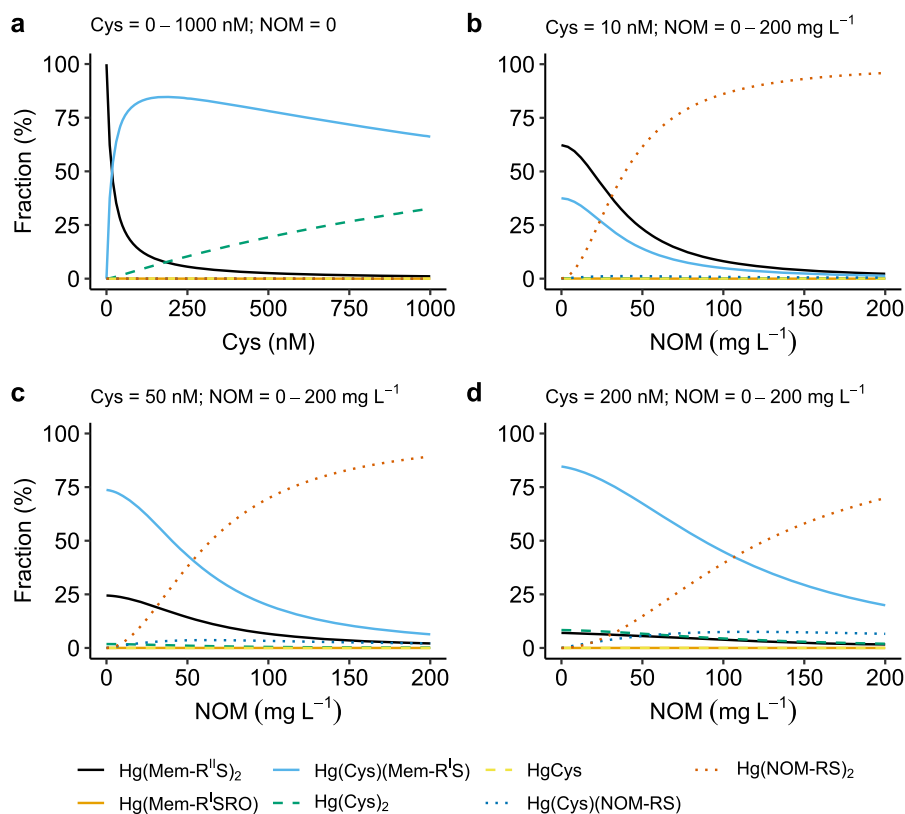 a
Cys = 0 – 1000 nM; NOM = 0
100
75
50
25
0
Fraction (%)
0 250 500 750 1000
Cys (nM)
b
Cys = 10 nM; NOM = 0 – 200 mg L⁻¹
100
75
50
25
0
0 50 100 150 200
NOM (mg L⁻¹)
c
Cys = 50 nM; NOM = 0 – 200 mg L⁻¹
100
75
50
25
0
Fraction (%)
0 50 100 150 200
NOM (mg L⁻¹)
d
Cys = 200 nM; NOM = 0 – 200 mg L⁻¹
100
75
50
25
0
0 50 100 150 200
NOM (mg L⁻¹)
Hg(Mem-RᴵᴵS)₂ Hg(Cys)(Mem-RᴵS) HgCys Hg(NOM-RS)₂
Hg(Mem-RᴵSRO) Hg(Cys)₂ Hg(Cys)(NOM-RS)